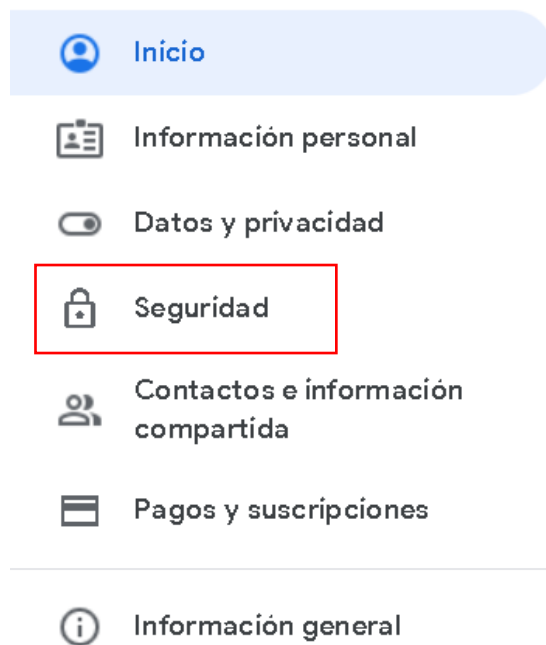 Inicio
Información personal
Datos y privacidad
Seguridad
Contactos e información
compartida
Pagos y suscripciones
Información general